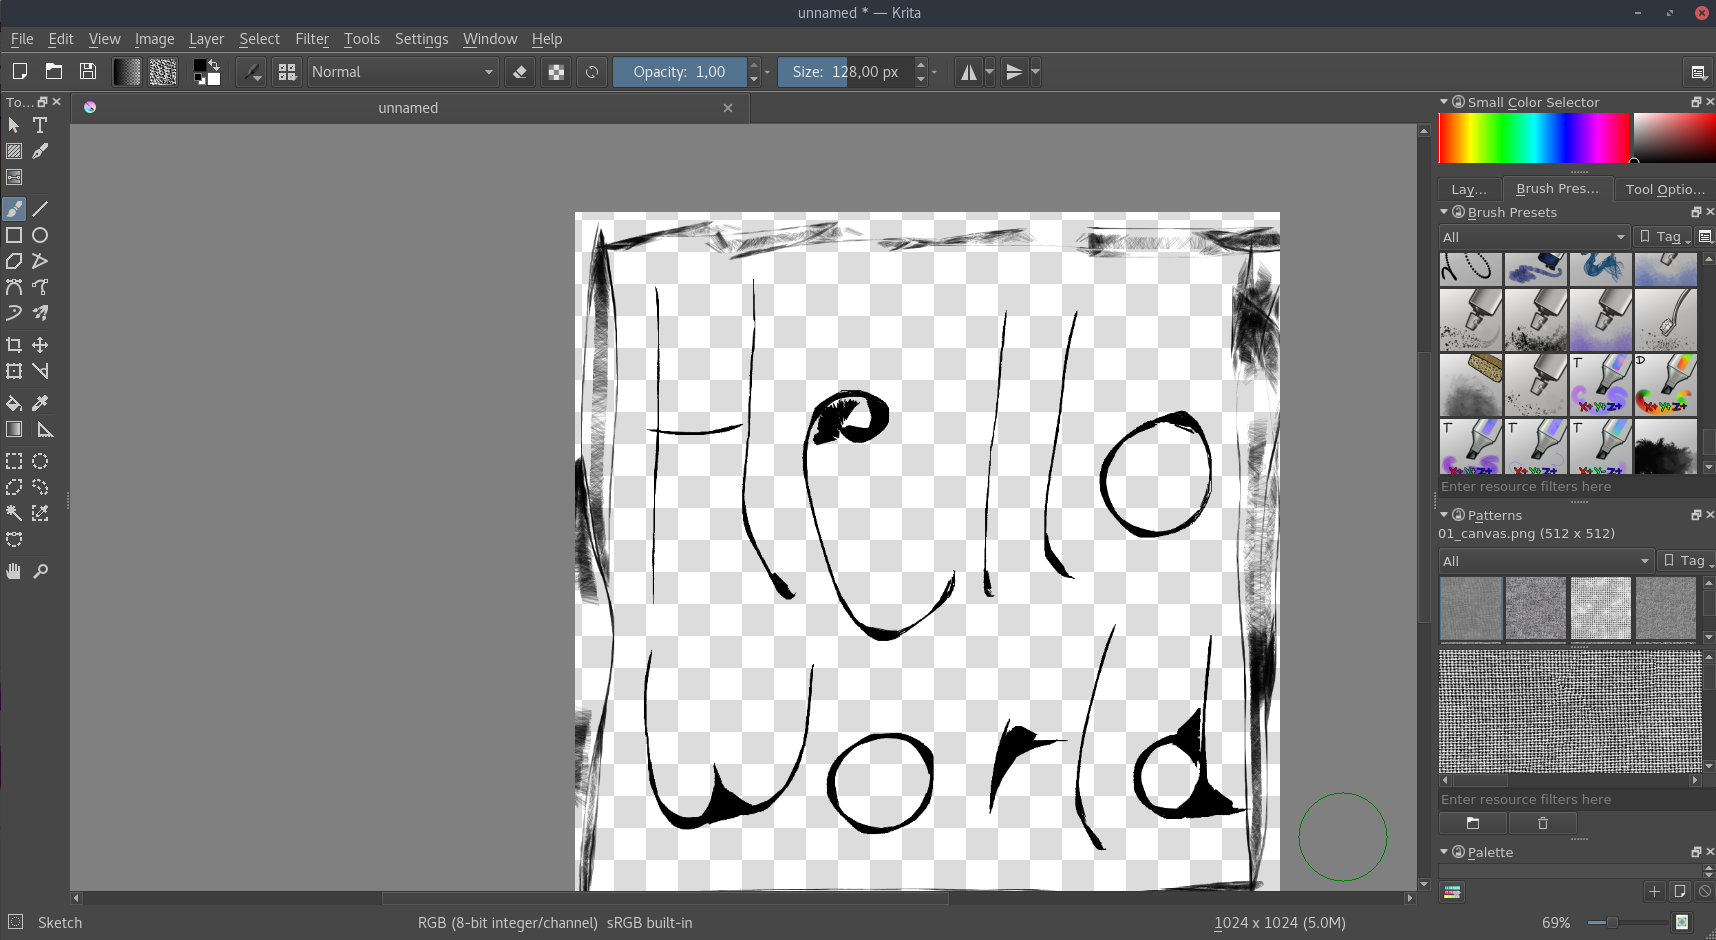 unnamed * — Krita
File Edit View Image Layer Select Filter Tools Settings Window Help
Normal Opacity: 1,00 Size: 128,00 px
To... unnamed Small Color Selector
T
Lay... Brush Pres... Tool Optio...
Brush Presets
All Tag
T D
X+ Y+ Z+ X+ Y+ Z+
T T T
X+ Y+ Z+ X+ Y+ Z+ X+ Y- Z+
Enter resource filters here
Patterns
01_canvas.png (512 x 512)
All Tag
Hello
World
Enter resource filters here
Palette
Sketch RGB (8-bit integer/channel) sRGB built-in 1024 x 1024 (5.0M) 69%